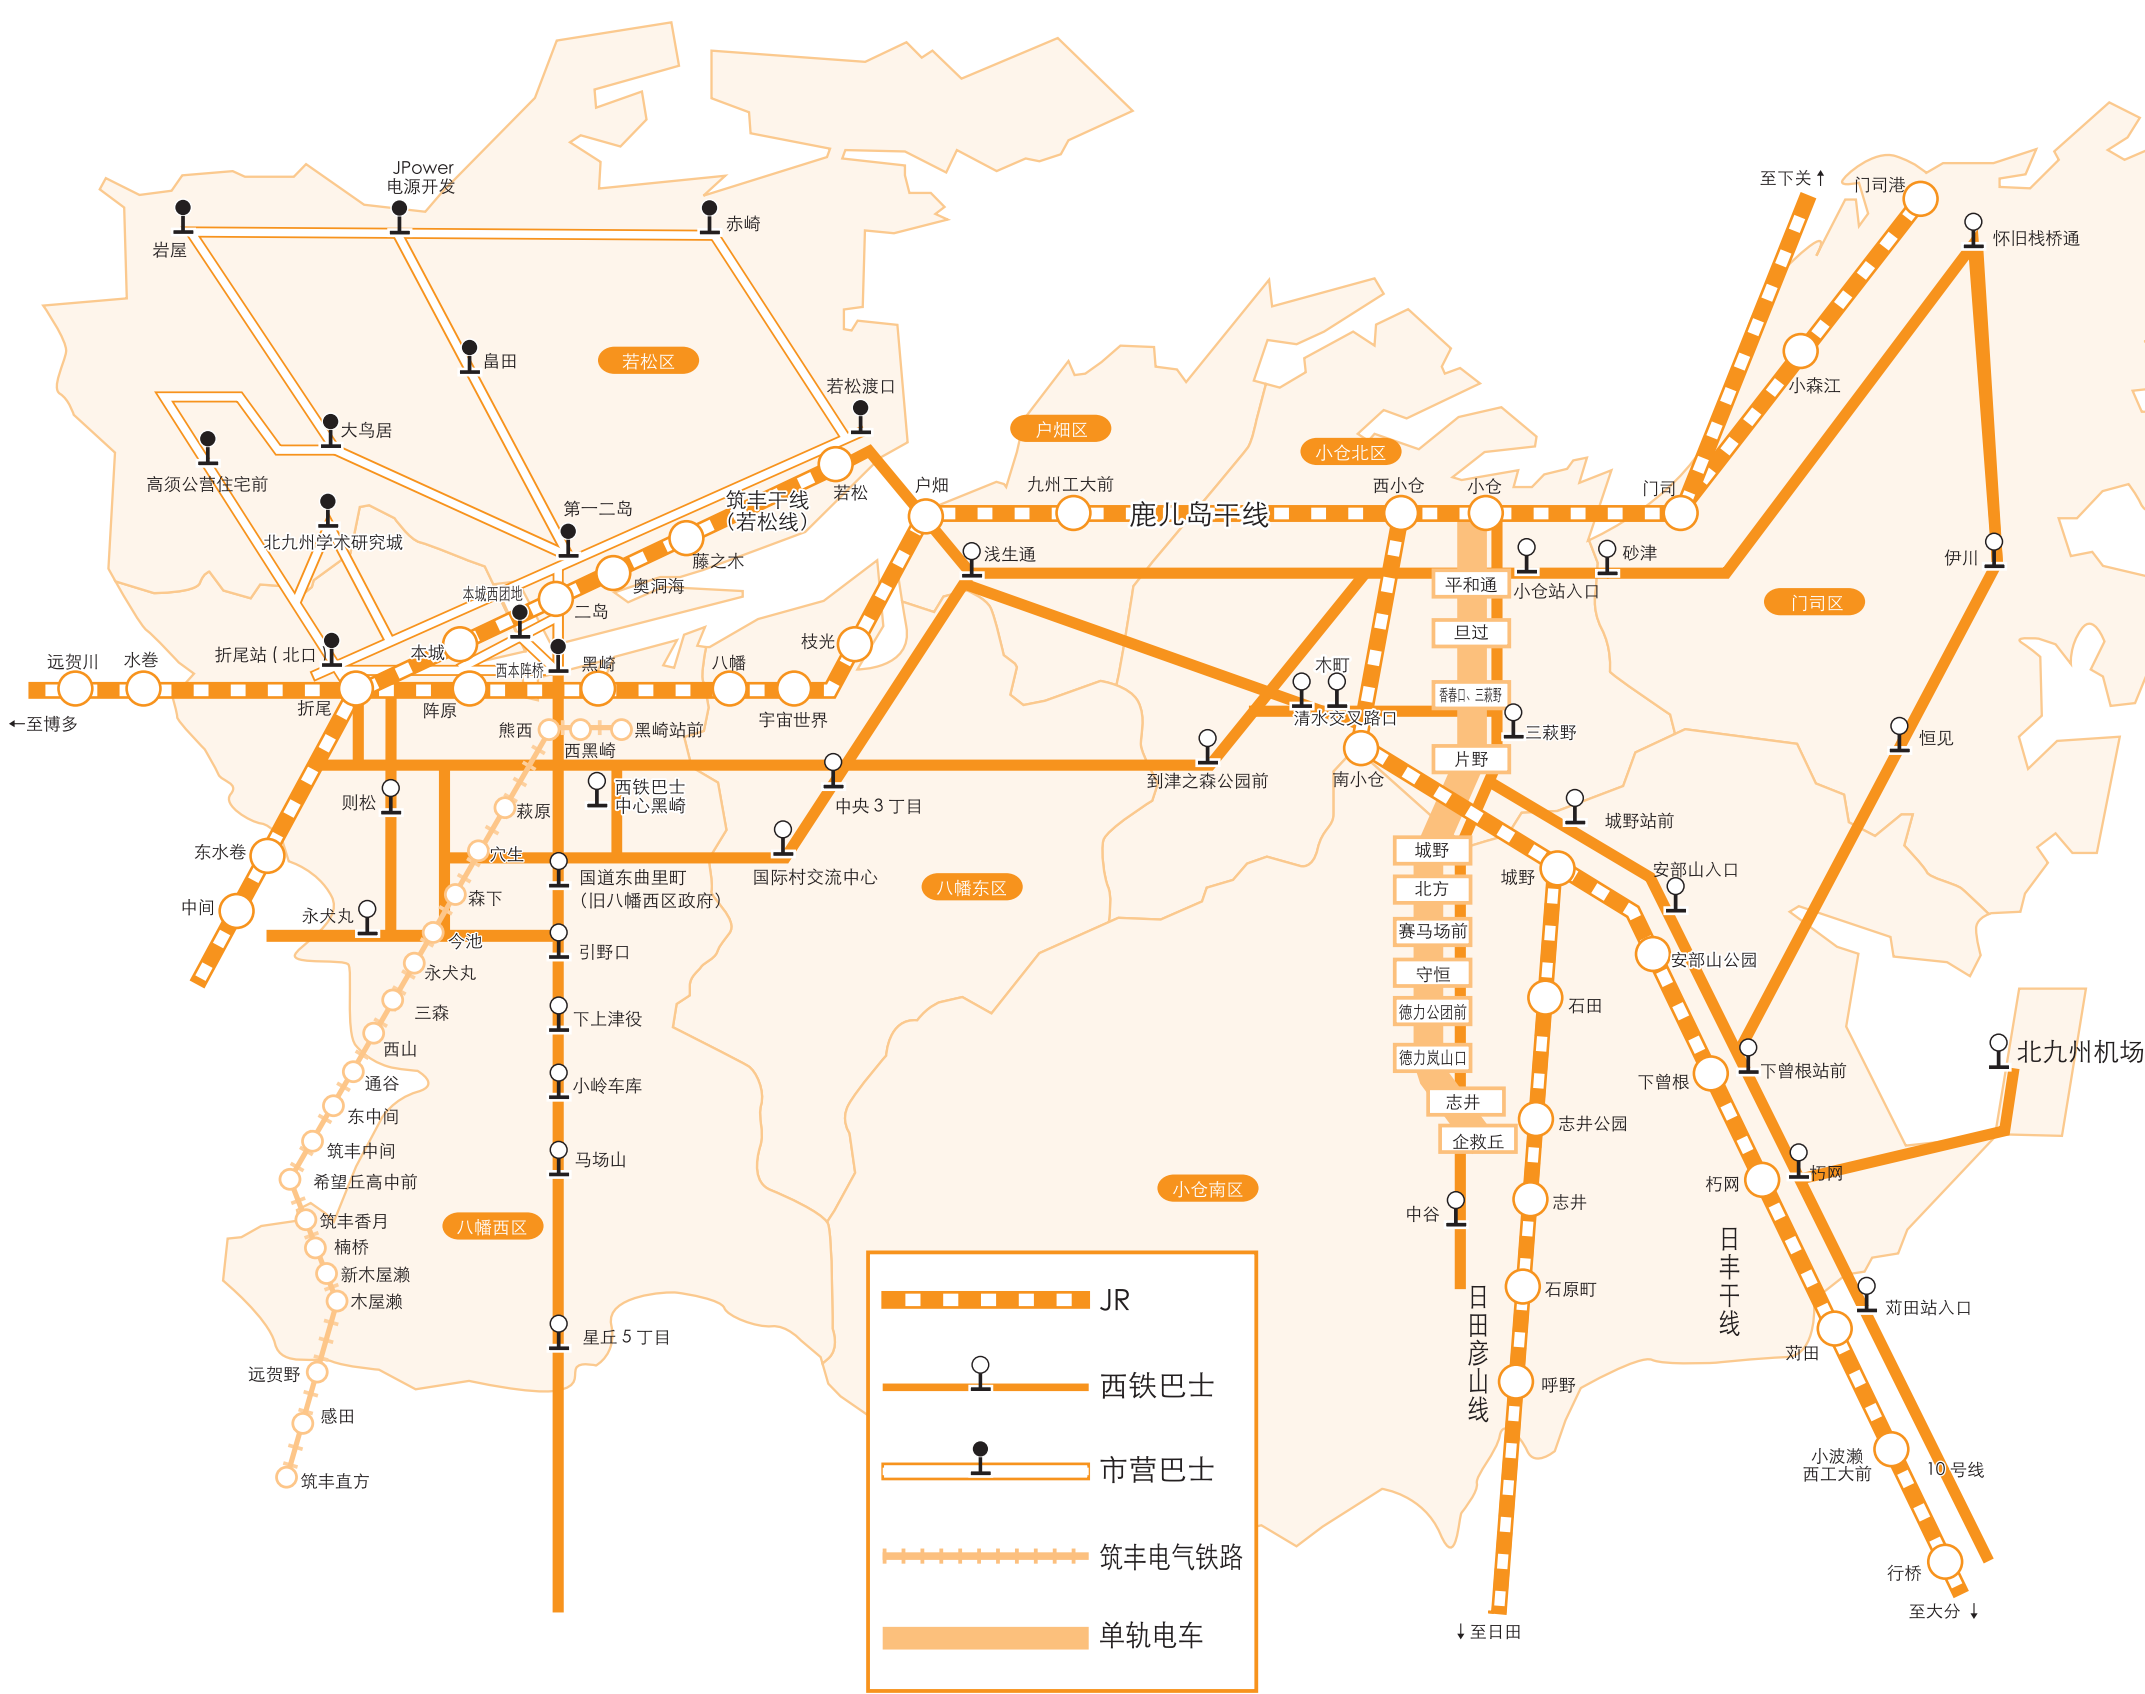 JPower
电源开发
岩屋
赤崎
畠田
若松区
若松渡口
大鸟居
高须公营住宅前
北九州学术研究城
第一二岛
筑丰干线
（若松线）
若松
藤之木
奥洞海
二岛
本城西团地
本城
折尾站（北口）
西本阵桥
远贺川
水卷
←至博多
折尾
阵原
黑崎
八幡
宇宙世界
枝光
户畑
户畑区
九州工大前
鹿儿岛干线
小仓北区
西小仓
小仓
门司
至下关↑
门司港
小森江
怀旧栈桥通
伊川
门司区
恒见
浅生通
平和通
小仓站入口
砂津
旦过
香春口、三萩野
三萩野
木町
清水交叉路口
片野
南小仓
到津之森公园前
熊西
西黑崎
黑崎站前
西铁巴士
中心黑崎
中央 3 丁目
则松
萩原
穴生
森下
今池
永犬丸
东水卷
中间
永犬丸
三森
西山
通谷
东中间
筑丰中间
希望丘高中前
筑丰香月
楠桥
新木屋濑
木屋濑
远贺野
感田
筑丰直方
国道东曲里町
（旧八幡西区政府）
引野口
下上津役
小岭车库
马场山
星丘 5 丁目
八幡西区
国际村交流中心
八幡东区
城野
北方
赛马场前
守恒
德力公团前
德力岚山口
志井
企救丘
中谷
城野
城野站前
安部山入口
安部山公园
石田
志井公园
志井
石原町
呼野
日田彦山线
↓至日田
下曾根
下曾根站前
北九州机场
朽网
朽网
日丰干线
苅田站入口
苅田
小波濑
西工大前
10 号线
行桥
至大分↓
小仓南区
JR
西铁巴士
市营巴士
筑丰电气铁路
单轨电车